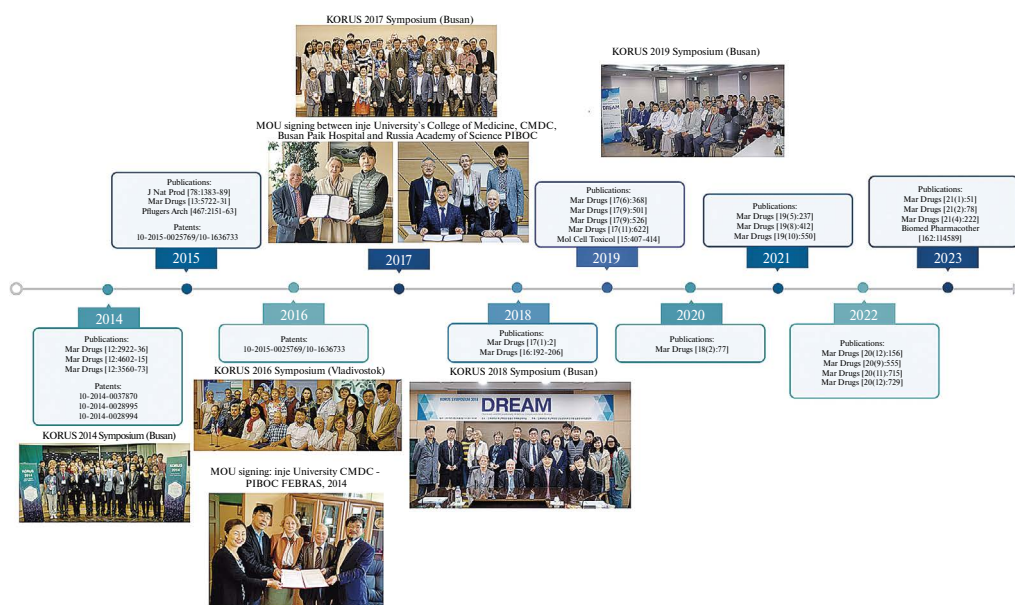 KORUS 2017 Symposium (Busan)
KORUS 2019 Symposium (Busan)
DREAM
MOU signing between inje University's College of Medicine, CMDC,
Busan Paik Hospital and Russia Academy of Science PIBOC
Publications:
J Nat Prod [78:1383-89]
Mar Drugs [13:5722-31]
Pflugers Arch [467:2151-63]
Patents:
10-2015-0025769/10-1636733
2015
2017
Publications:
Mar Drugs [17(6):368]
Mar Drugs [17(9):501]
Mar Drugs [17(9):526]
Mar Drugs [17(11):622]
Mol Cell Toxicol [15:407-414]
2019
Publications:
Mar Drugs [19(5):237]
Mar Drugs [19(8):412]
Mar Drugs [19(10):550]
2021
Publications:
Mar Drugs [21(1):51]
Mar Drugs [21(2):78]
Mar Drugs [21(4):222]
Biomed Pharmacother
[162:114589]
2023
2014
Publications:
Mar Drugs [12:2922-36]
Mar Drugs [12:4602-15]
Mar Drugs [12:3560-73]
Patents:
10-2014-0037870
10-2014-0028995
10-2014-0028994
KORUS 2014 Symposium (Busan)
KORUS
2014
KORUS
2014
2016
Patents:
10-2015-0025769/10-1636733
KORUS 2016 Symposium (Vladivostok)
MOU signing: inje University CMDC -
PIBOC FEBRAS, 2014
2018
Publications:
Mar Drugs [17(1):2]
Mar Drugs [16:192-206]
KORUS 2018 Symposium (Busan)
KORUS SYMPOSIUM 2018
DREAM
2020
Publications:
Mar Drugs [18(2):77]
2022
Publications:
Mar Drugs [20(12):156]
Mar Drugs [20(9):555]
Mar Drugs [20(11):715]
Mar Drugs [20(12):729]